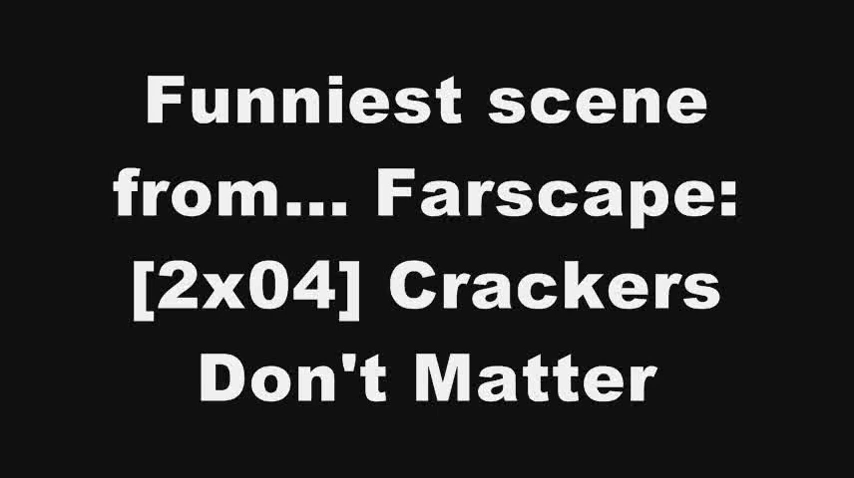 Funniest scene
from... Farscape:
[2x04] Crackers
Don't Matter